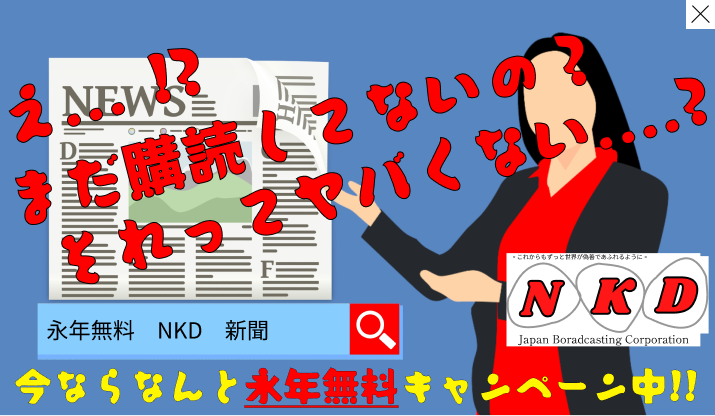 え...!?
まだ購読してないの?
それってヤバくない...?
NEWS
D
F
永年無料 NKD 新聞
・これからもずっと世界が偽善であふれるように・
NKD
Japan Boradcasting Corporation
今ならなんと永年無料キャンペーン中!!